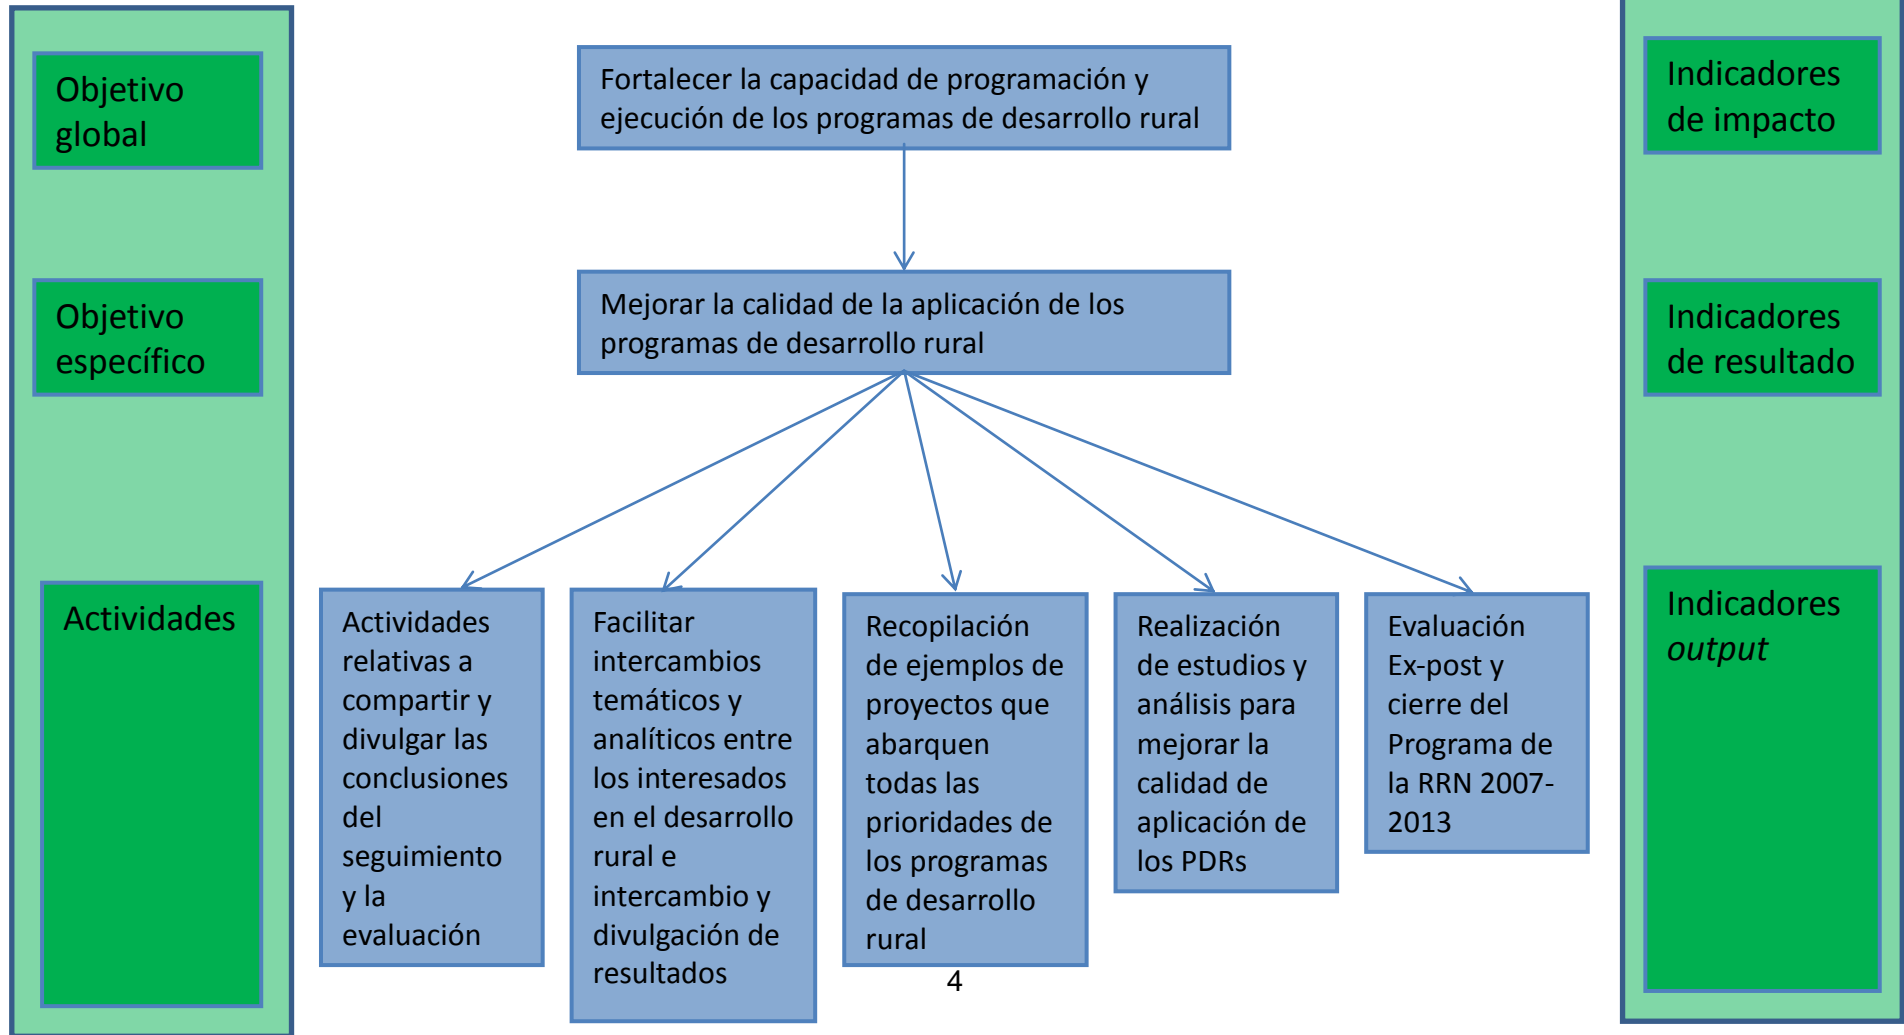 Objetivo
global
Fortalecer la capacidad de programación y
ejecución de los programas de desarrollo rural
Indicadores
de impacto
Objetivo
específico
Mejorar la calidad de la aplicación de los
programas de desarrollo rural
Indicadores
de resultado
Actividades
Actividades
relativas a
compartir y
divulgar las
conclusiones
del
seguimiento
y la
evaluación
Facilitar
intercambios
temáticos y
analíticos entre
los interesados
en el desarrollo
rural e
intercambio y
divulgación de
resultados
Recopilación
de ejemplos de
proyectos que
abarquen
todas las
prioridades de
los programas
de desarrollo
rural
Realización
de estudios y
análisis para
mejorar la
calidad de
aplicación de
los PDRs
Evaluación
Ex-post y
cierre del
Programa de
la RRN 2007-
2013
Indicadores
output
4